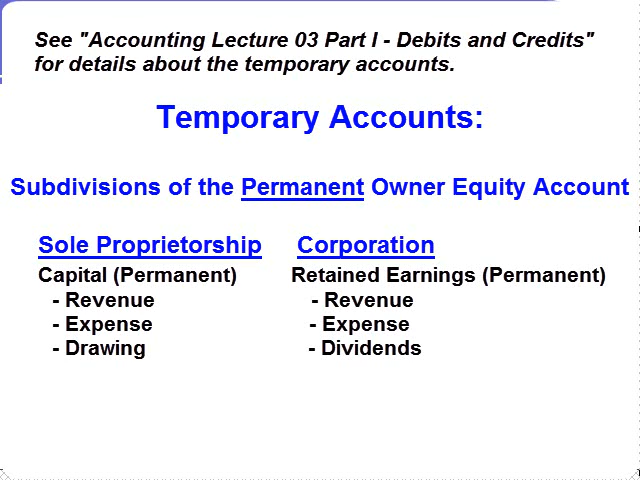 See "Accounting Lecture 03 Part I - Debits and Credits"
for details about the temporary accounts.
Temporary Accounts:
Subdivisions of the Permanent Owner Equity Account
Sole Proprietorship
Capital (Permanent)
- Revenue
- Expense
- Drawing
Corporation
Retained Earnings (Permanent)
- Revenue
- Expense
- Dividends